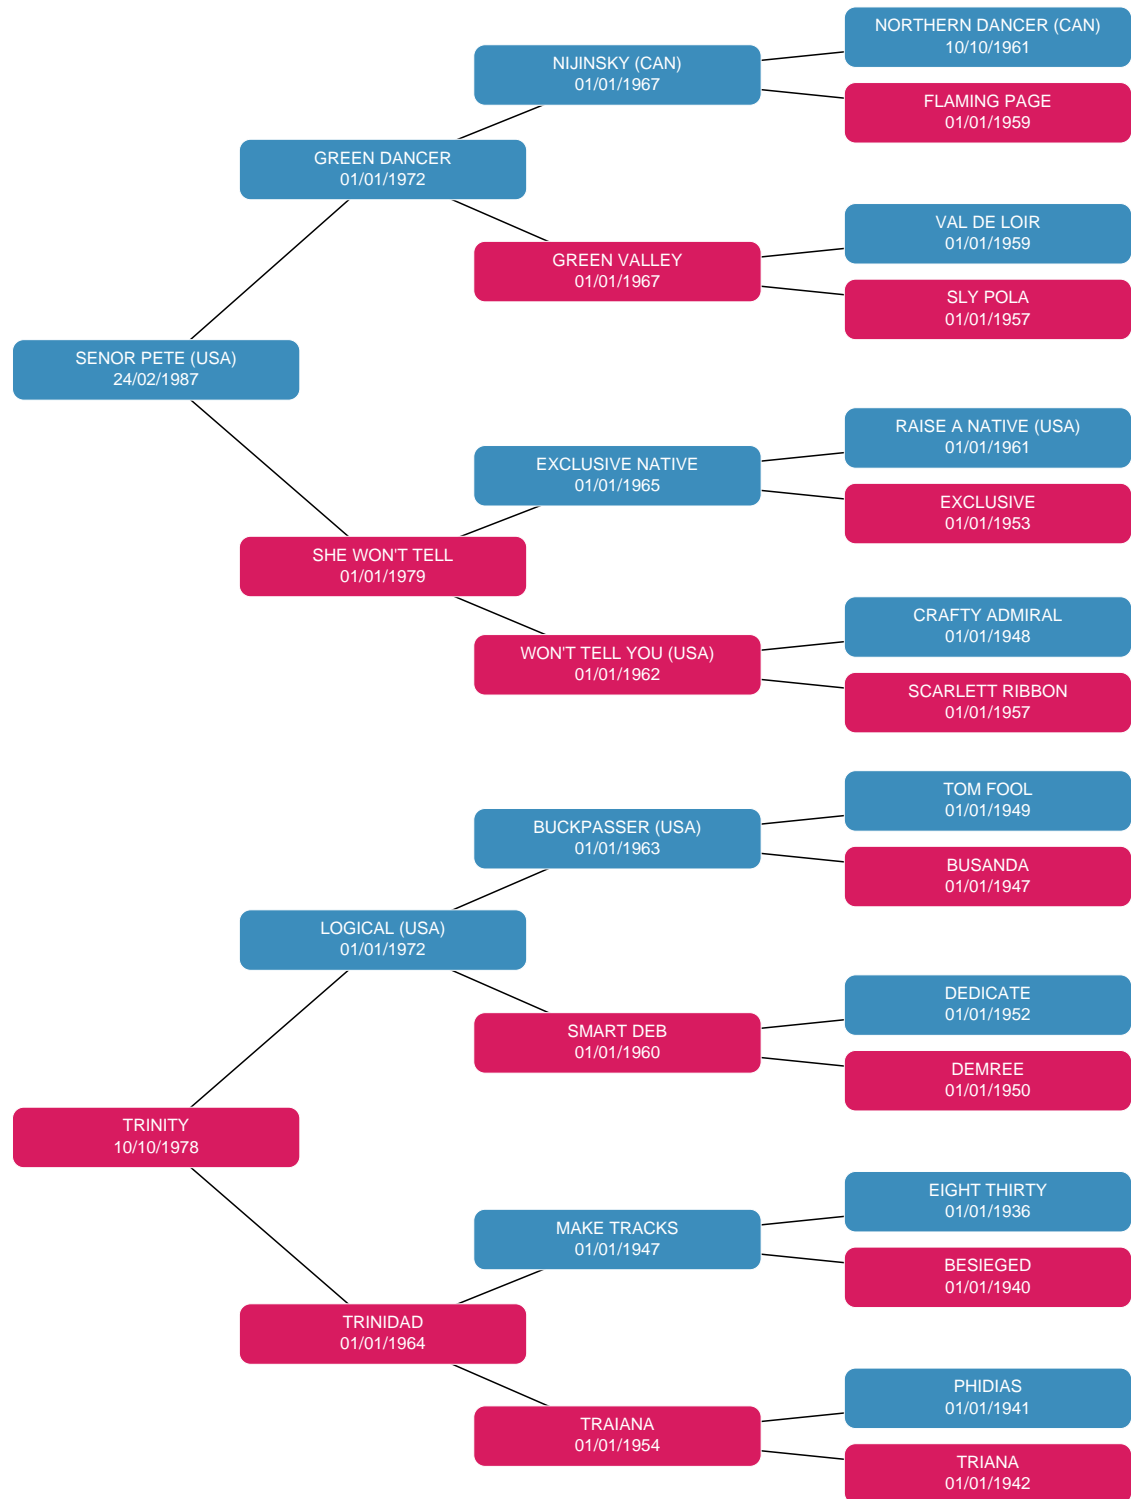 NORTHERN DANCER (CAN)
10/10/1961
NIJINSKY (CAN)
01/01/1967
FLAMING PAGE
01/01/1959
GREEN DANCER
01/01/1972
VAL DE LOIR
01/01/1959
GREEN VALLEY
01/01/1967
SLY POLA
01/01/1957
SENOR PETE (USA)
24/02/1987
RAISE A NATIVE (USA)
01/01/1961
EXCLUSIVE NATIVE
01/01/1965
EXCLUSIVE
01/01/1953
SHE WON'T TELL
01/01/1979
CRAFTY ADMIRAL
01/01/1948
WON'T TELL YOU (USA)
01/01/1962
SCARLETT RIBBON
01/01/1957
TOM FOOL
01/01/1949
BUCKPASSER (USA)
01/01/1963
BUSANDA
01/01/1947
LOGICAL (USA)
01/01/1972
DEDICATE
01/01/1952
SMART DEB
01/01/1960
DEMREE
01/01/1950
TRINITY
10/10/1978
EIGHT THIRTY
01/01/1936
MAKE TRACKS
01/01/1947
BESIEGED
01/01/1940
TRINIDAD
01/01/1964
PHIDIAS
01/01/1941
TRAIANA
01/01/1954
TRIANA
01/01/1942